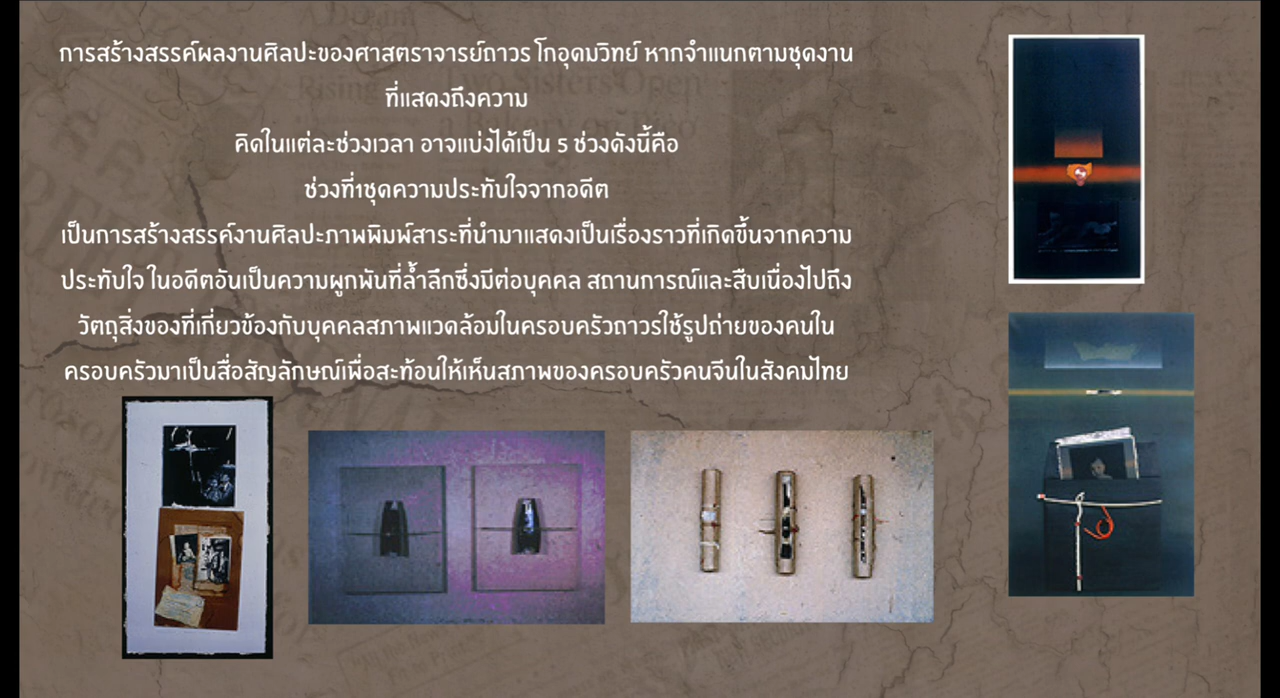 การสร้างสรรค์ผลงานศิลปะของศาสตราจารย์ถาวร โกอุดมวิทย์ หากจำแนกตามชุดงาน
ที่แสดงถึงความ
คิดในแต่ละช่วงเวลา อาจแบ่งได้เป็น 5 ช่วงดังนี้คือ
ช่วงที่1ชุดความประทับใจจากอดีต
เป็นการสร้างสรรค์งานศิลปะภาพพิมพ์สาระที่นำมาแสดงเป็นเรื่องราวที่เกิดขึ้นจากความ
ประทับใจ ในอดีตอันเป็นความผูกพันที่ล้ำลึกซึ่งมีต่อบุคคล สถานการณ์และสืบเนื่องไปถึง
วัตถุสิ่งของที่เกี่ยวข้องกับบุคคลสภาพแวดล้อมในครอบครัวถาวรใช้รูปถ่ายของคนใน
ครอบครัวมาเป็นสื่อสัญลักษณ์เพื่อสะท้อนให้เห็นสภาพของครอบครัวคนจีนในสังคมไทย